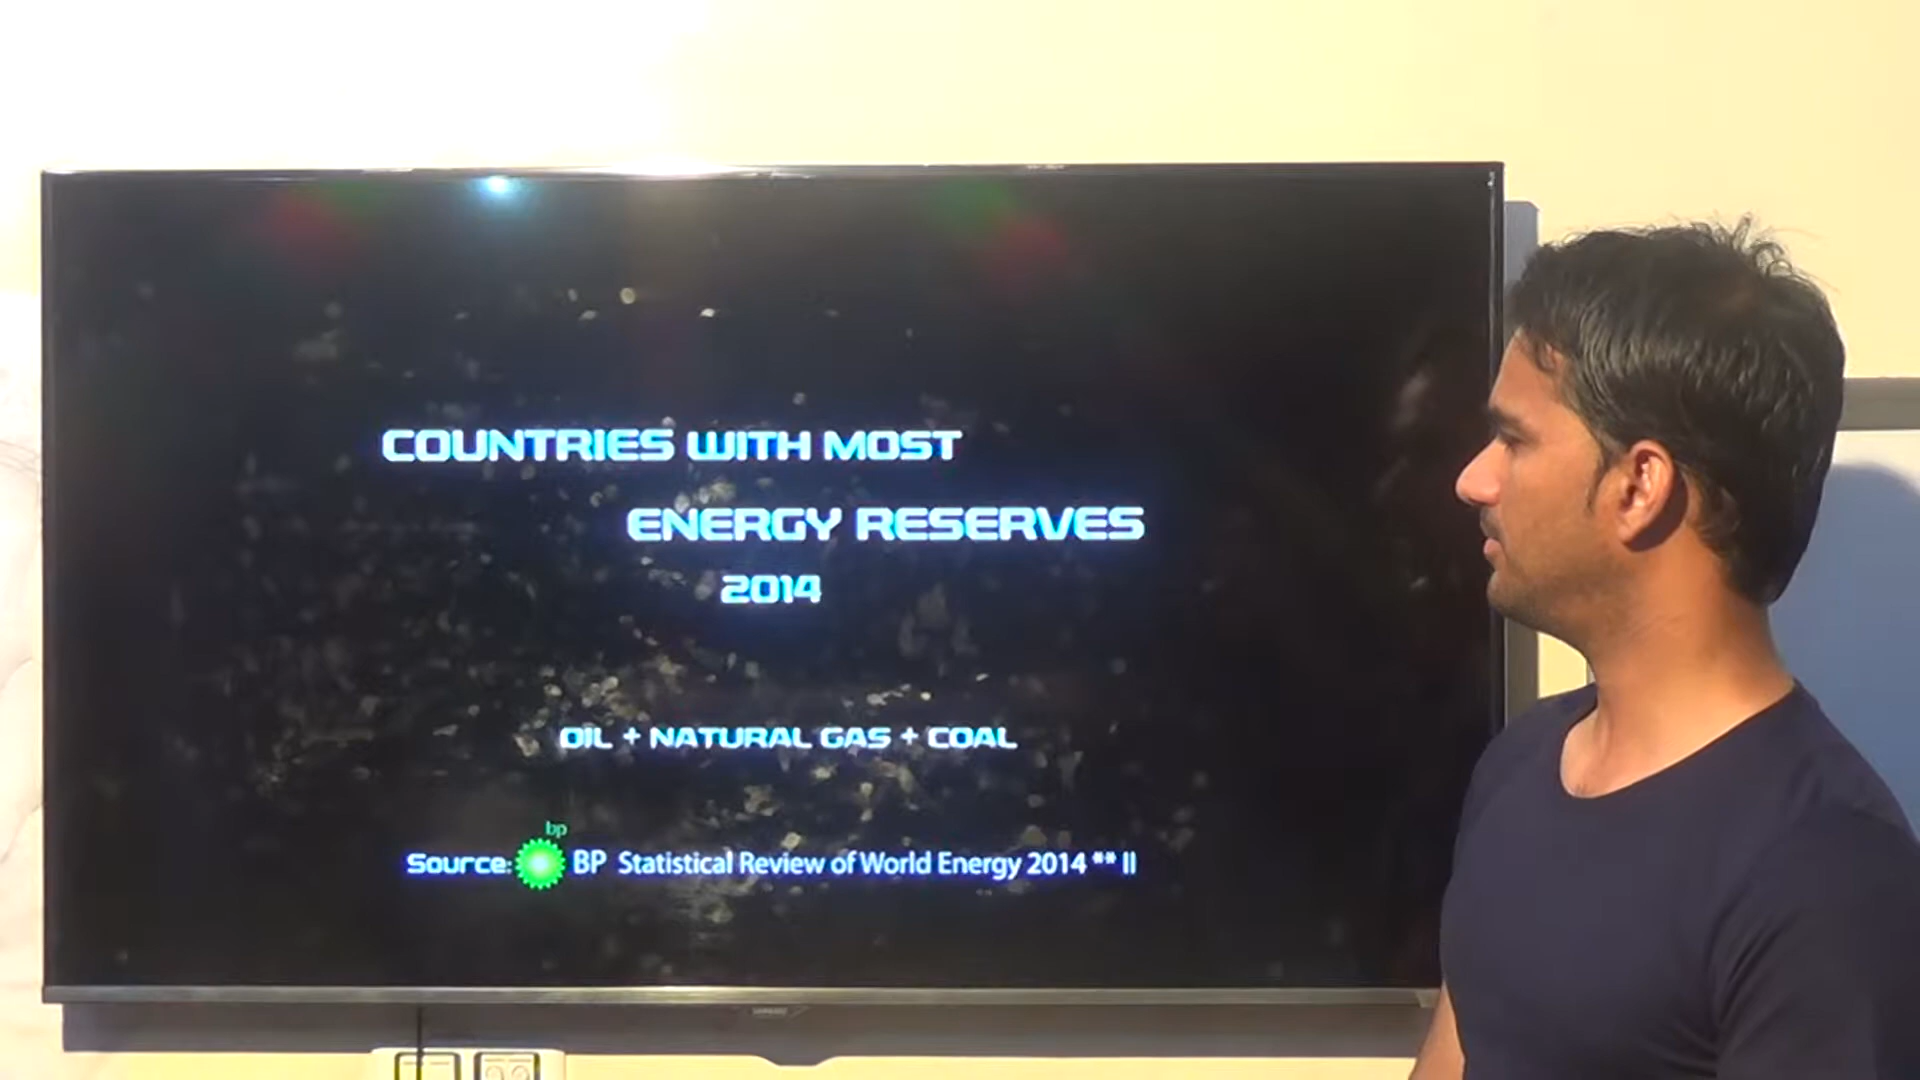 COUNTRIES WITH MOST
ENERGY RESERVES
2014
OIL + NATURAL GAS + COAL
bp
Source: BP Statistical Review of World Energy 2014 ** II
SAMSUNG